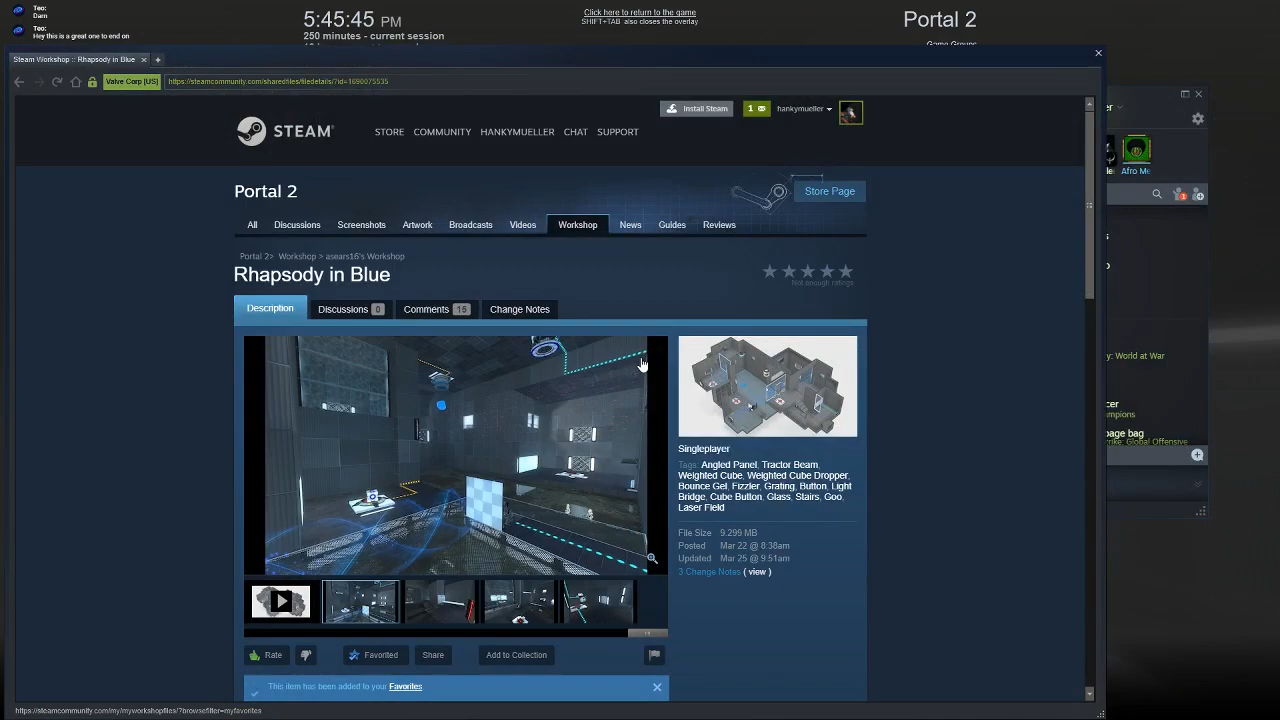 Teo:
Darn
Teo:
Hey this is a great one to end on
5:45:45 PM
250 minutes - current session
Click here to return to the game
SHIFT+TAB also closes the overlay
Portal 2
Steam Workshop :: Rhapsody in Blue
Valve Corp [US]
https://steamcommunity.com/sharedfiles/filedetails/?id=1690075535
Install Steam
1
hankymueller
STEAM
STORE COMMUNITY HANKYMUELLER CHAT SUPPORT
Portal 2
Store Page
All Discussions Screenshots Artwork Broadcasts Videos Workshop News Guides Reviews
Portal 2> Workshop > asears16's Workshop
Rhapsody in Blue
Not enough ratings
Description Discussions 0 Comments 15 Change Notes
Singleplayer
Tags: Angled Panel, Tractor Beam,
Weighted Cube, Weighted Cube Dropper,
Bounce Gel, Fizzler, Grating, Button, Light
Bridge, Cube Button, Glass, Stairs, Goo,
Laser Field
File Size 9.299 MB
Posted Mar 22 @ 8:38am
Updated Mar 25 @ 9:51am
3 Change Notes ( view )
Rate
Favorited
Share
Add to Collection
This item has been added to your Favorites
https://steamcommunity.com/my/myworkshopfiles/?browsefilter=myfavorites
Afro Me
1
y: World at War
cer
mpions
page bag
trike: Global Offensive